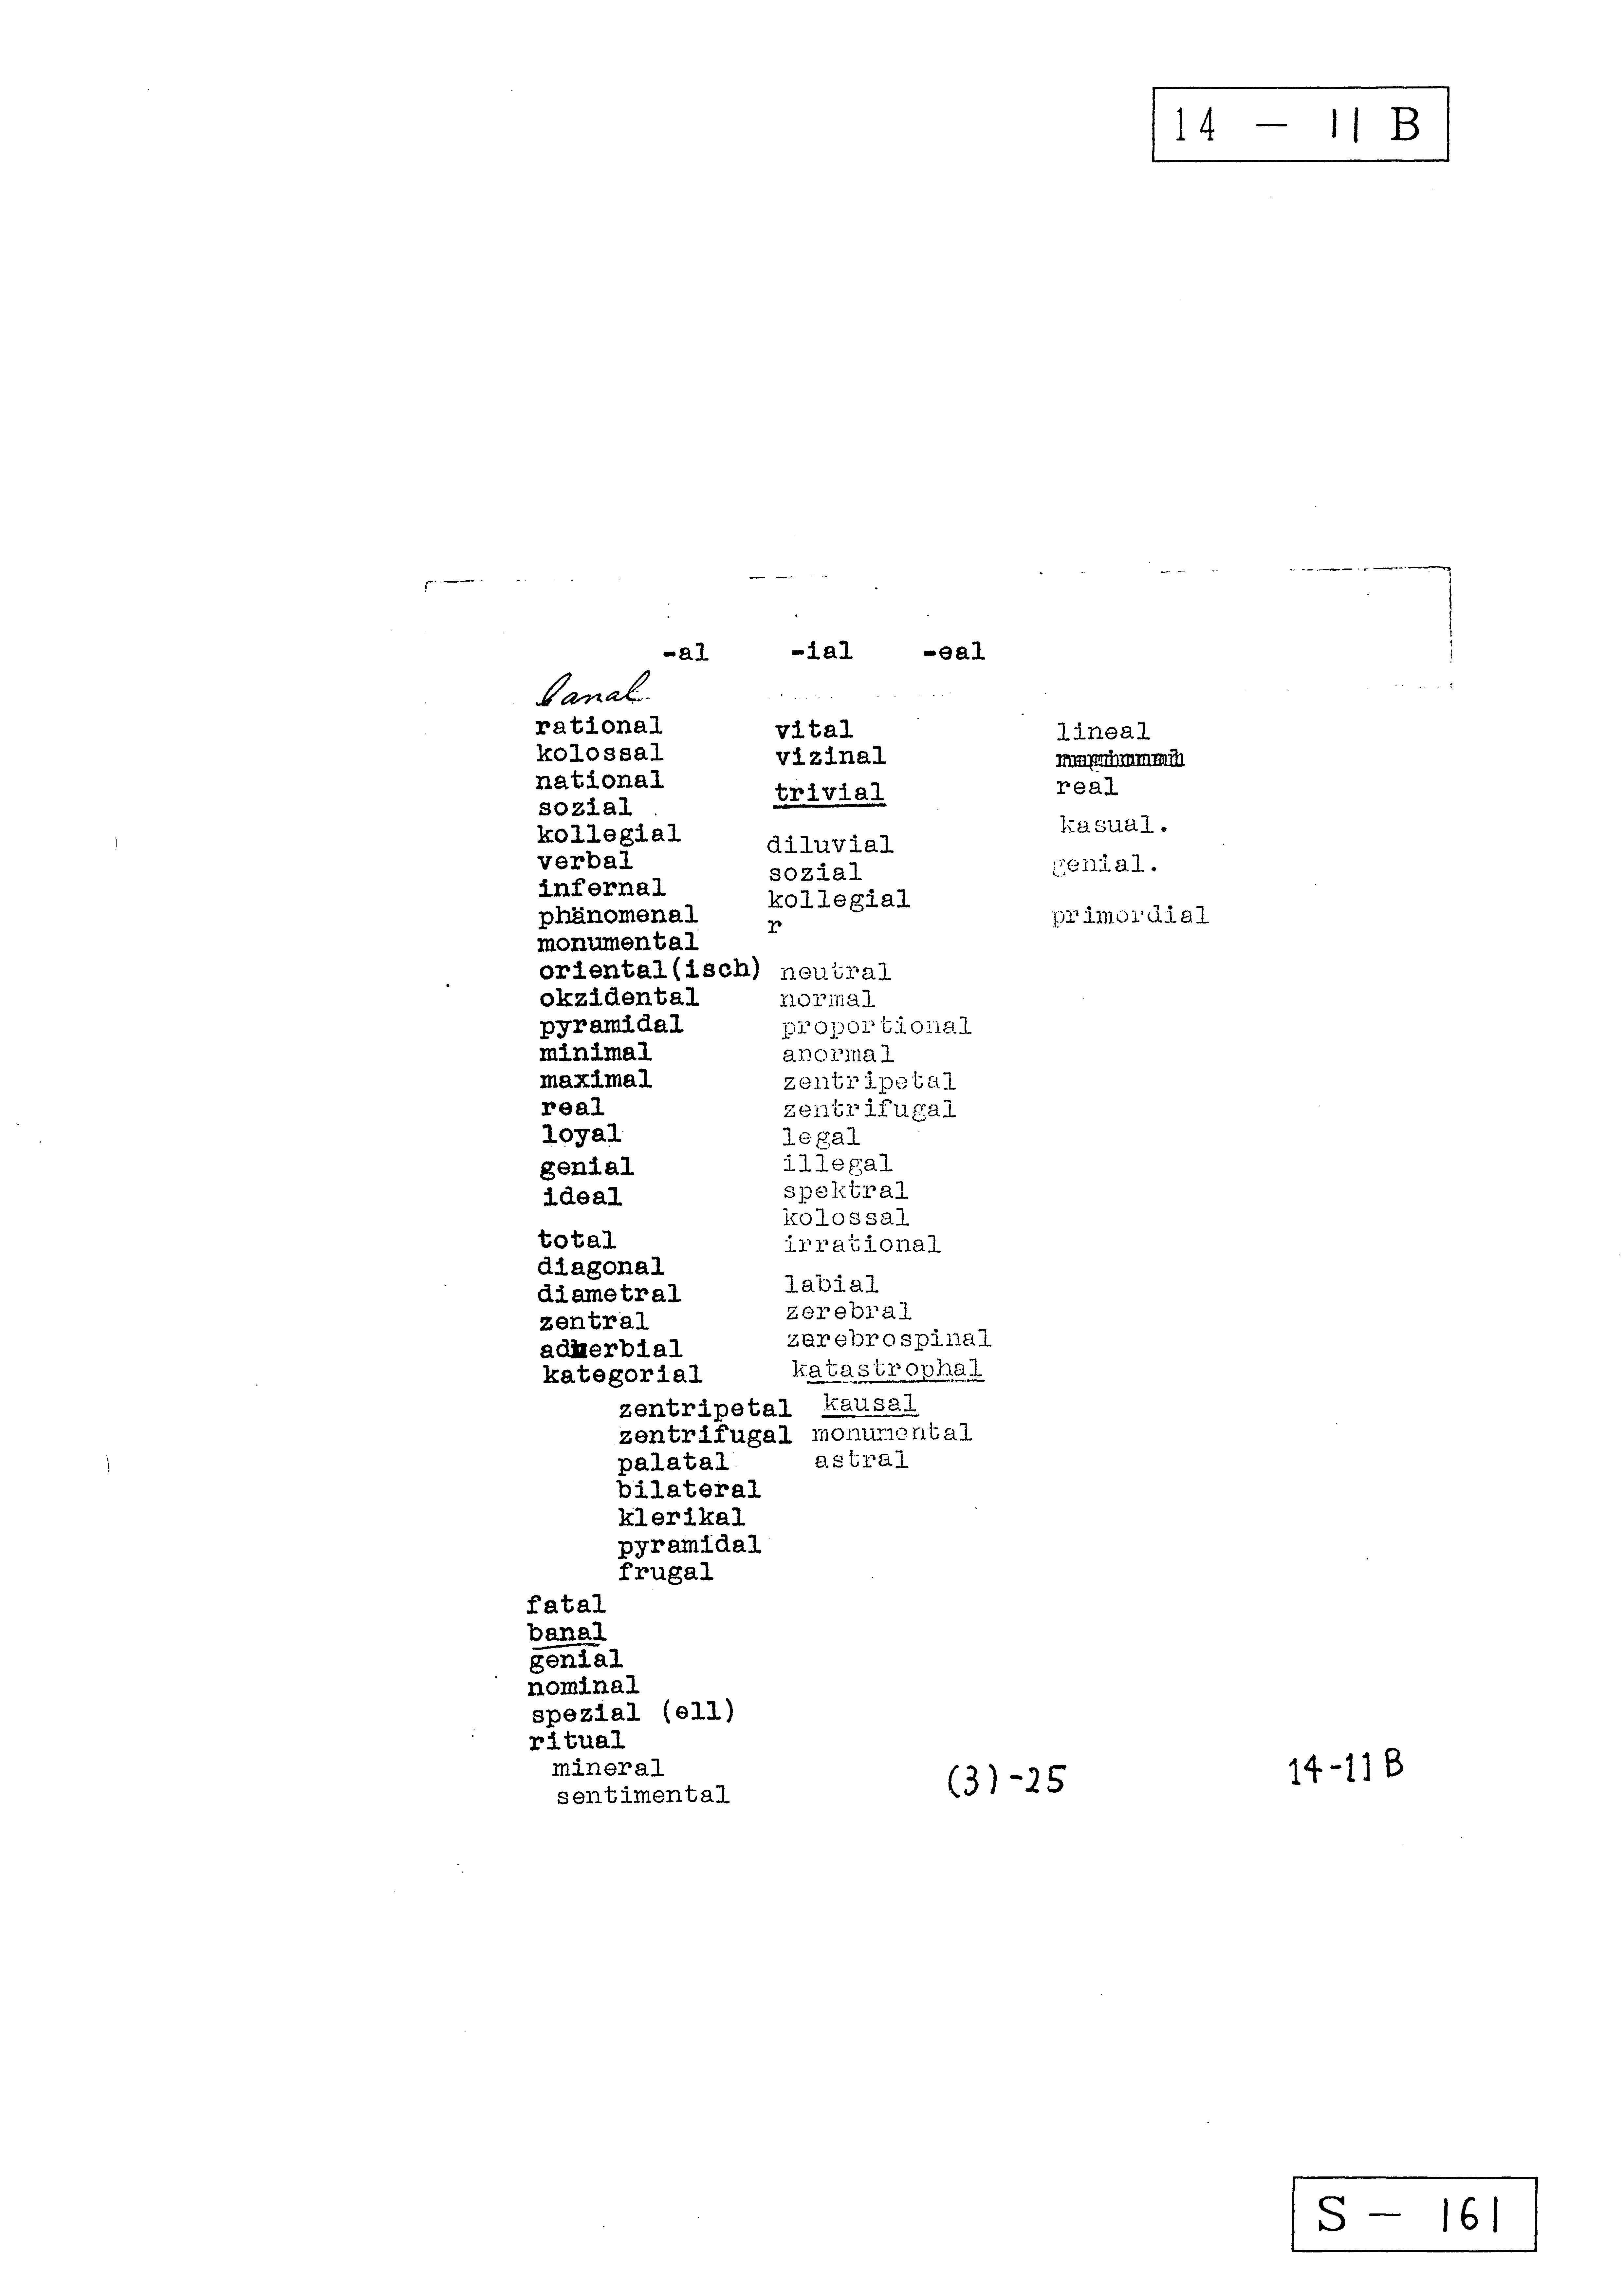 14 - 11 B
-al -ial -eal
banal
rational
kolossal
national
sozial
kollegial
verbal
infernal
phänomenal
monumental
oriental(isch)
okzidental
pyramidal
minimal
maximal
real
loyal
genial
ideal
total
diagonal
diametral
zentral
adverbial
kategorial
zentripetal
zentrifugal
palatal
bilateral
klerikal
pyramidal
frugal
fatal
banal
genial
nominal
spezial (ell)
ritual
mineral
sentimental
vital
vizinal
trivial
diluvial
sozial
kollegial
r
neutral
normal
proportional
anormal
zentripetal
zentrifugal
legal
illegal
spektral
kolossal
irrational
labial
zerebral
zerebrospinal
katastrophal
kausal
monumental
astral
lineal
real
kasual.
genial.
primordial
(3)-25
14-11 B
S - 161